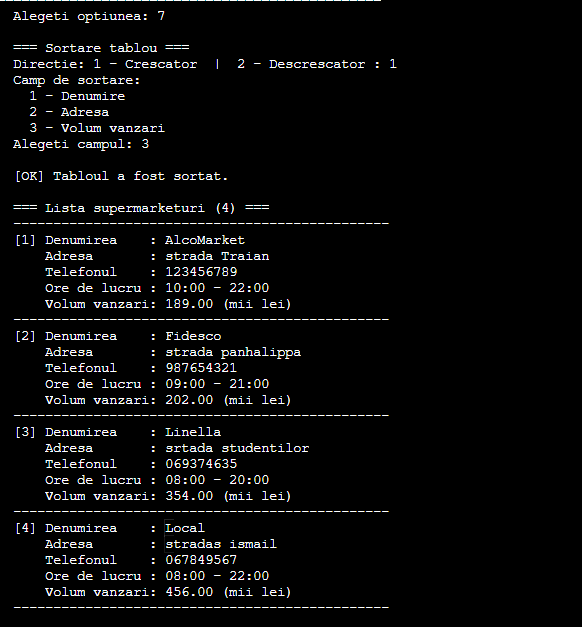 Alegeti optiunea: 7
=== Sortare tablou ===
Directie: 1 - Crescator  |  2 - Descrescator : 1
Camp de sortare:
  1 - Denumire
  2 - Adresa
  3 - Volum vanzari
Alegeti campul: 3
[OK] Tabloul a fost sortat.
=== Lista supermarketuri (4) ===
-----------------------------------------------
[1] Denumirea    : AlcoMarket
    Adresa       : strada Traian
    Telefonul    : 123456789
    Ore de lucru : 10:00 - 22:00
    Volum vanzari: 189.00 (mii lei)
-----------------------------------------------
[2] Denumirea    : Fidesco
    Adresa       : strada panhalippa
    Telefonul    : 987654321
    Ore de lucru : 09:00 - 21:00
    Volum vanzari: 202.00 (mii lei)
-----------------------------------------------
[3] Denumirea    : Linella
    Adresa       : srtada studentilor
    Telefonul    : 069374635
    Ore de lucru : 08:00 - 20:00
    Volum vanzari: 354.00 (mii lei)
-----------------------------------------------
[4] Denumirea    : Local
    Adresa       : stradas ismail
    Telefonul    : 067849567
    Ore de lucru : 08:00 - 22:00
    Volum vanzari: 456.00 (mii lei)
-----------------------------------------------